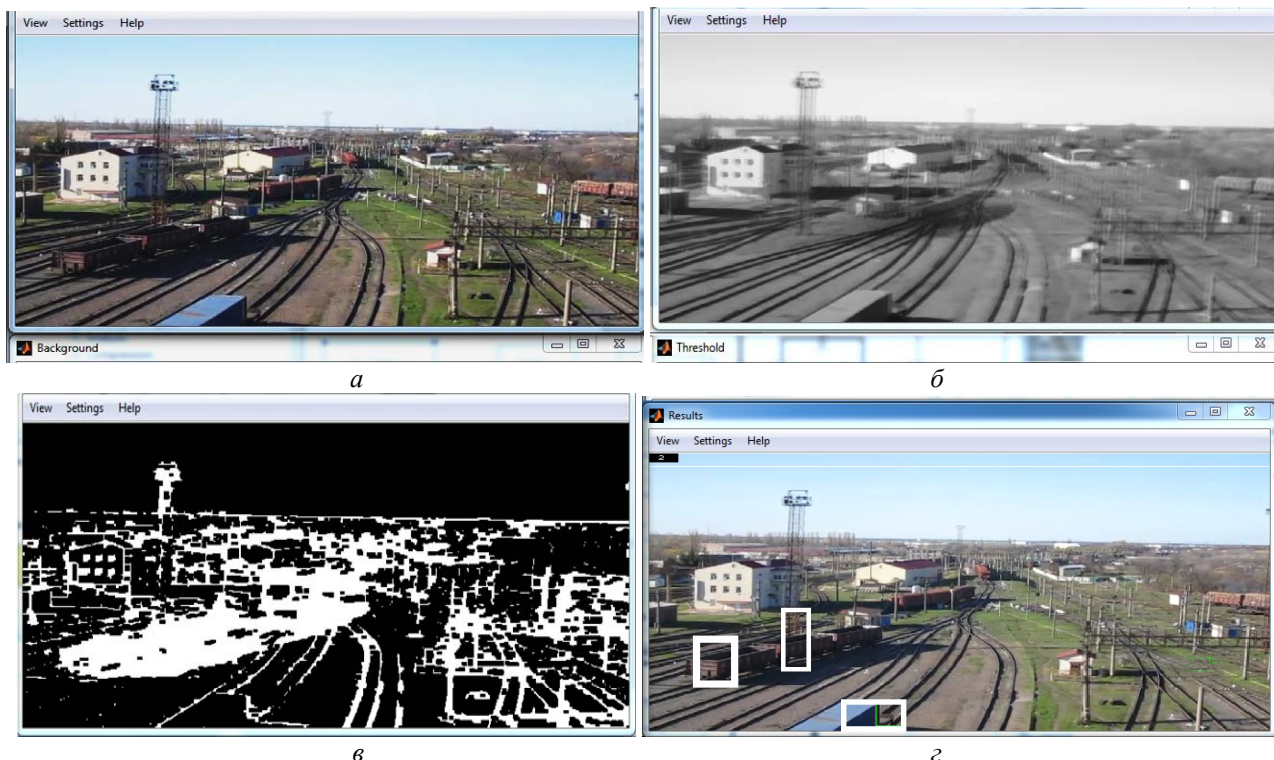 View Settings Help
View Settings Help
Background
Threshold
а
б
View Settings Help
Results
View Settings Help
2
в
г